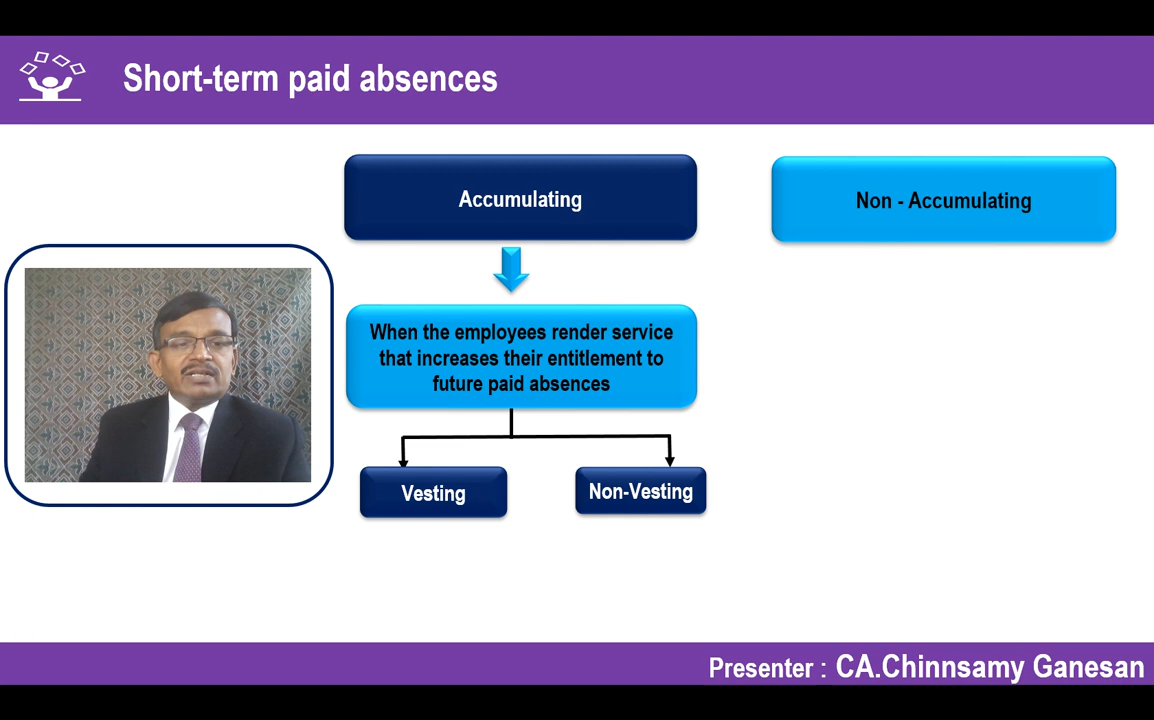 Short-term paid absences
Accumulating
Non - Accumulating
When the employees render service
that increases their entitlement to
future paid absences
Vesting
Non-Vesting
Presenter : CA.Chinnsamy Ganesan